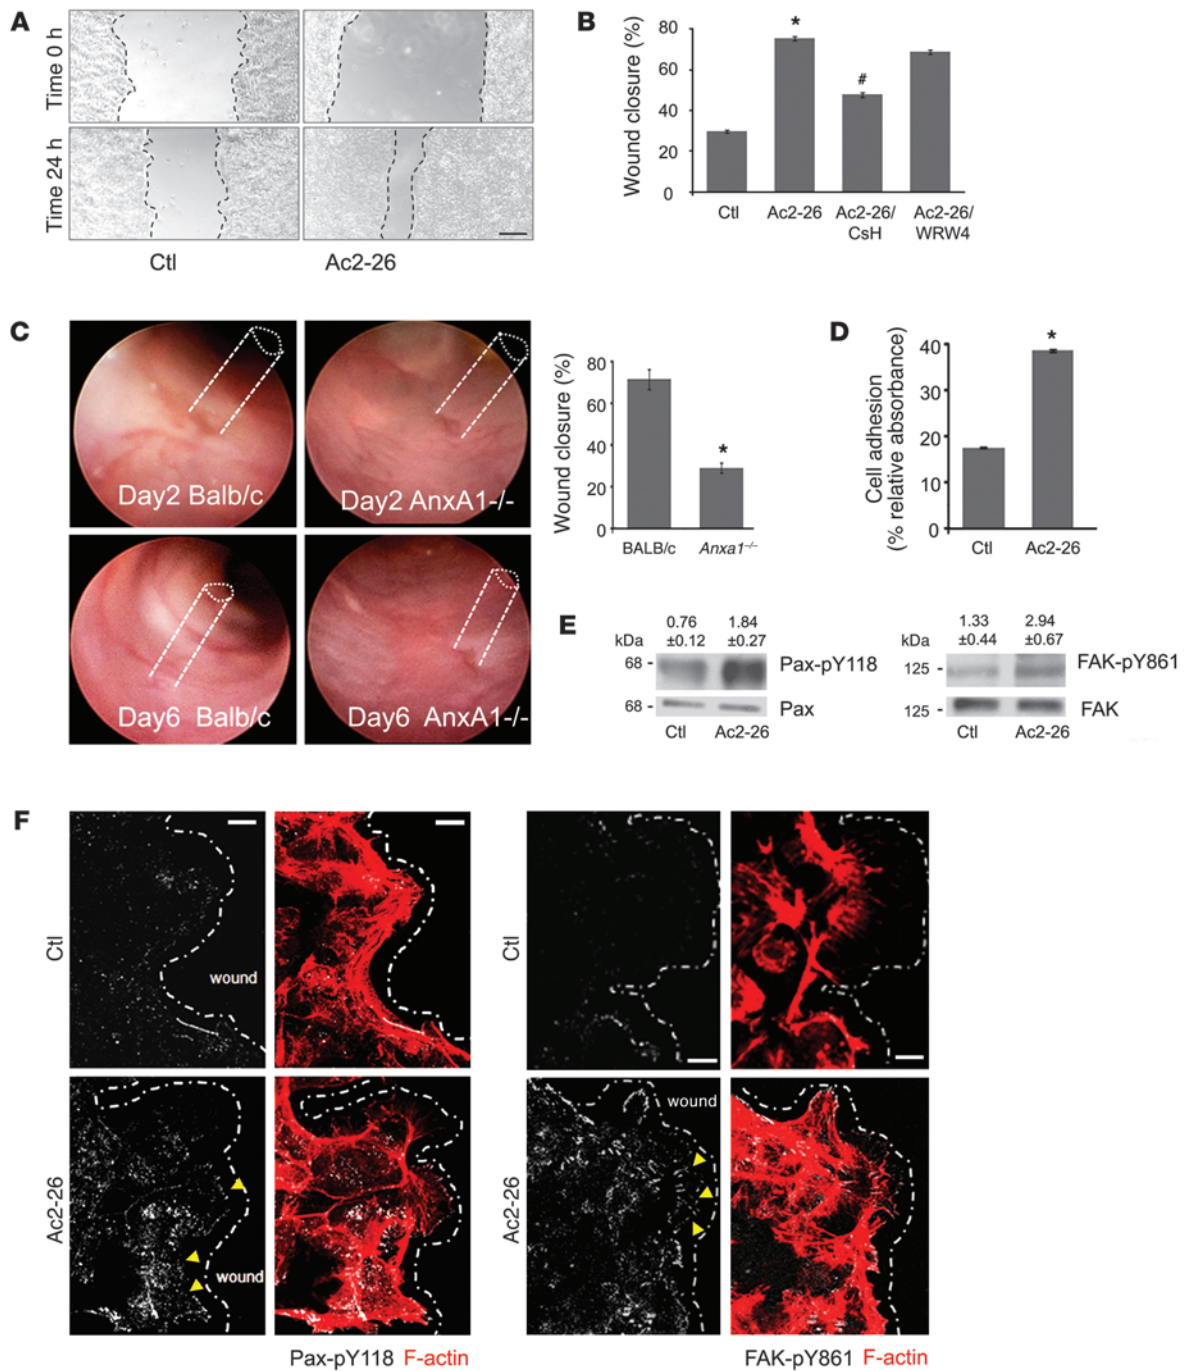 A
Time 0 h
Time 24 h
Ctl
Ac2-26
B
Wound closure (%)
80
60
40
20
0
*
#
Ctl
Ac2-26
Ac2-26/
CsH
Ac2-26/
WRW4
C
Day2 Balb/c
Day2 AnxA1-/-
Day6 Balb/c
Day6 AnxA1-/-
Wound closure (%)
80
60
40
20
0
*
BALB/c
Anxa1⁻/⁻
D
Cell adhesion
(% relative absorbance)
40
30
20
10
0
*
Ctl
Ac2-26
E
kDa
0.76
±0.12
1.84
±0.27
68 -
Pax-pY118
68 -
Pax
Ctl
Ac2-26
kDa
1.33
±0.44
2.94
±0.67
125 -
FAK-pY861
125 -
FAK
Ctl
Ac2-26
F
Ctl
wound
Ac2-26
wound
Pax-pY118 F-actin
Ctl
Ac2-26
wound
FAK-pY861 F-actin